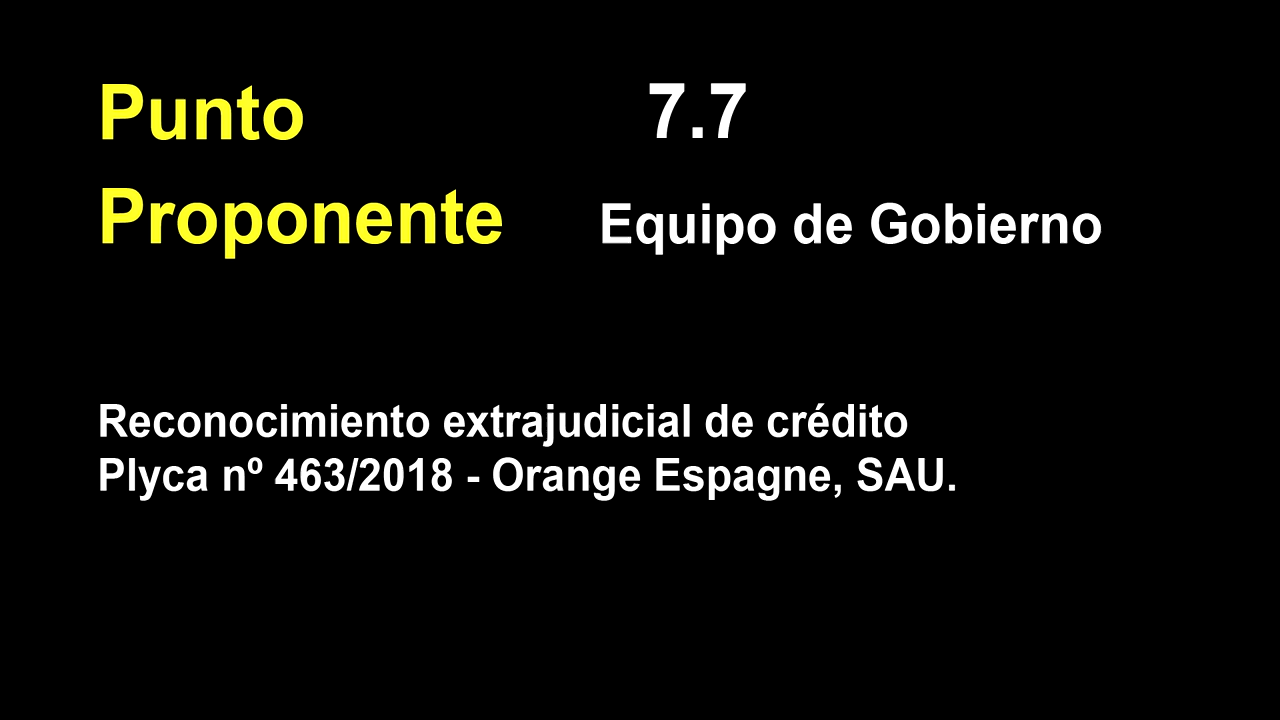 Punto 7.7
Proponente Equipo de Gobierno
Reconocimiento extrajudicial de crédito
Plyca nº 463/2018 - Orange Espagne, SAU.